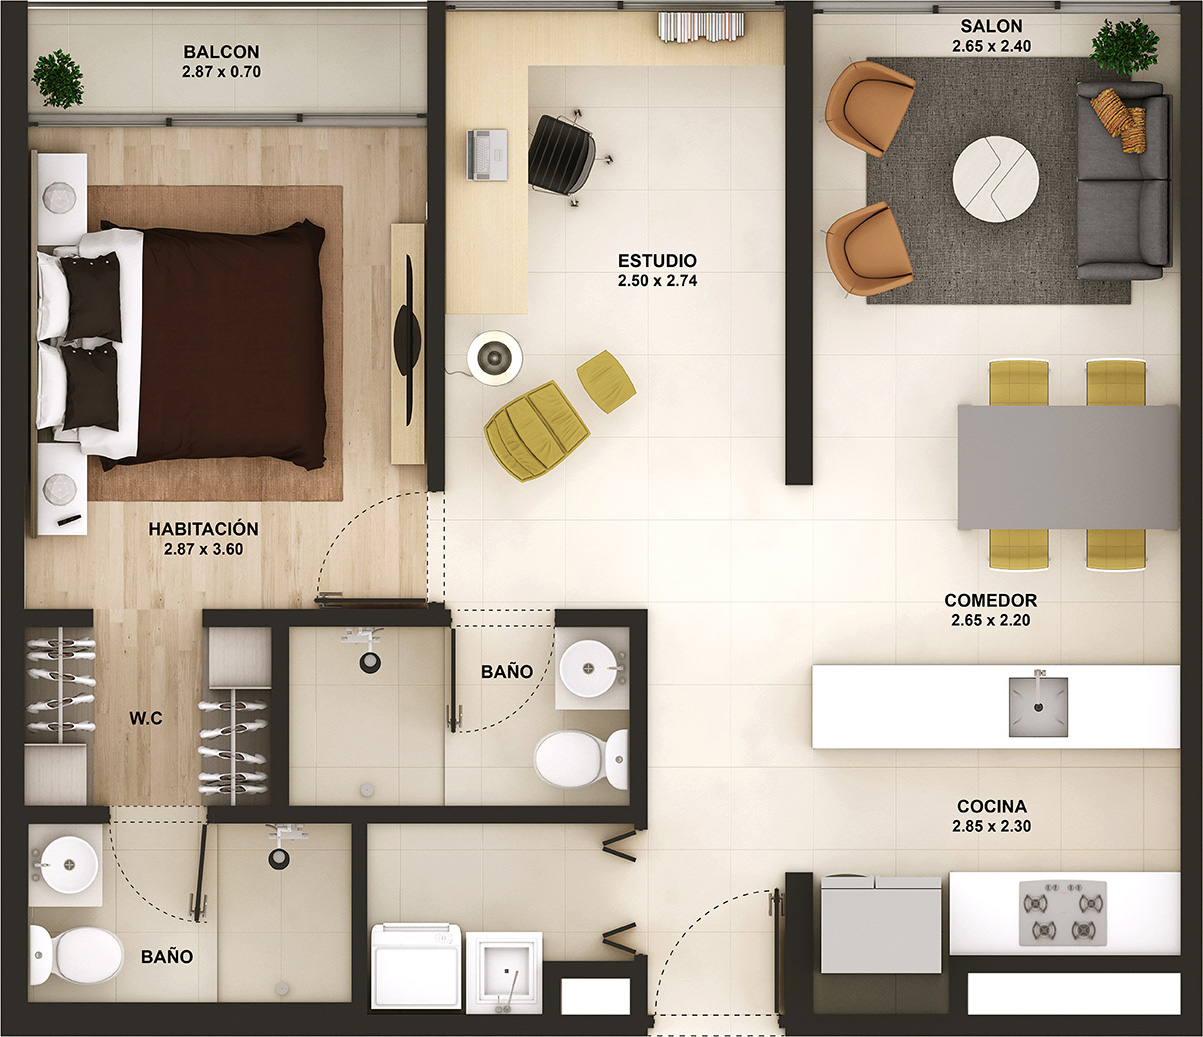 BALCON
2.87 x 0.70
SALON
2.65 x 2.40
ESTUDIO
2.50 x 2.74
HABITACIÓN
2.87 x 3.60
COMEDOR
2.65 x 2.20
BAÑO
W.C
COCINA
2.85 x 2.30
BAÑO